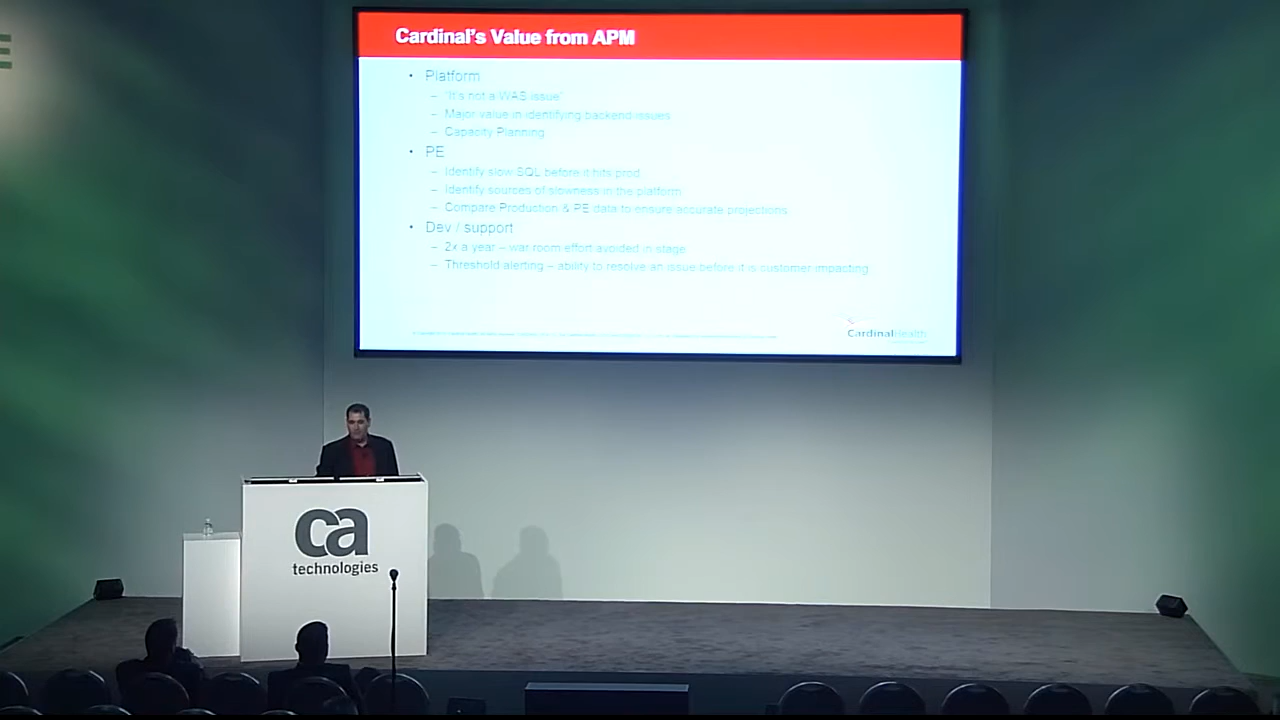 Cardinal's Value from APM
• Platform
– "It's not a WAS issue"
– Major value in identifying backend issues
– Capacity Planning
• PE
– Identify slow SQL before it hits prod
– Identify sources of slowness in the platform
– Compare Production & PE data to ensure accurate projections
• Dev / support
– 2x a year – war room effort avoided in stage
– Threshold alerting – ability to resolve an issue before it is customer impacting
CardinalHealth
ca
technologies
E